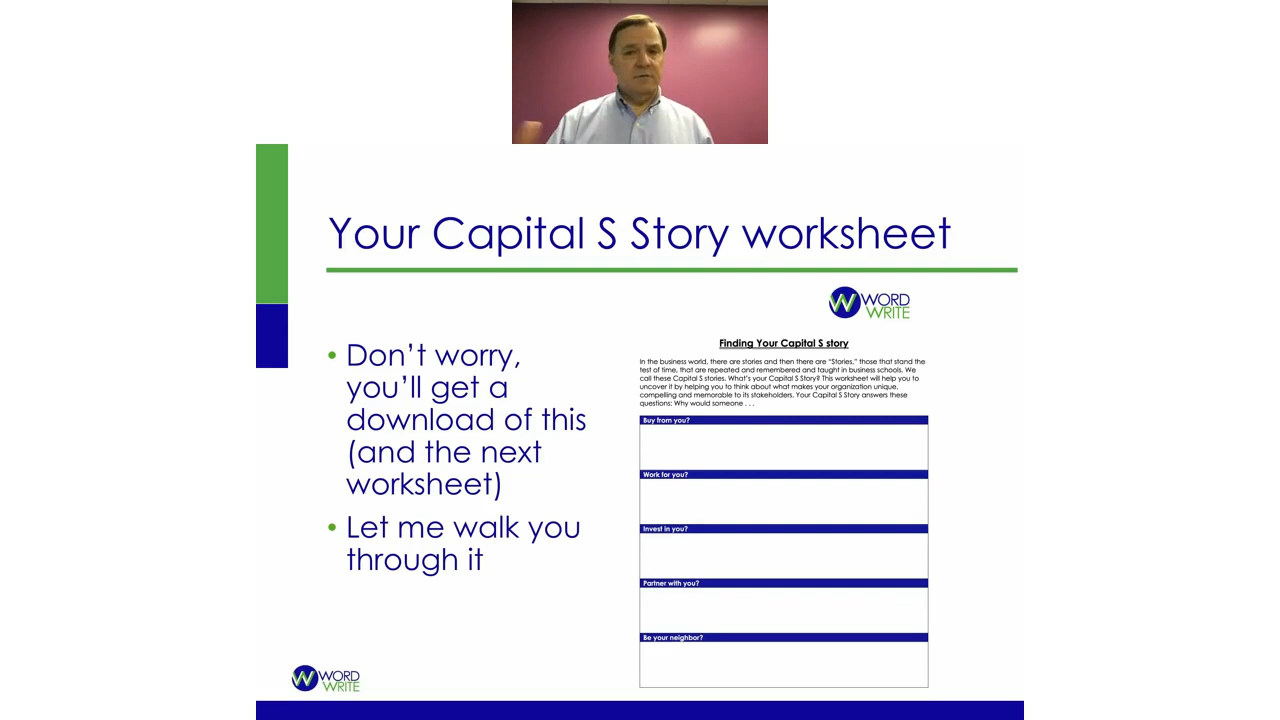 Your Capital S Story worksheet
WORD
WRITE
• Don't worry,
you'll get a
download of this
(and the next
worksheet)
• Let me walk you
through it
Finding Your Capital S story
In the business world, there are stories and then there are "Stories," those that stand the
test of time, that are repeated and remembered and taught in business schools. We
call these Capital S stories. What's your Capital S Story? This worksheet will help you to
uncover it by helping you to think about what makes your organization unique,
compelling and memorable to its stakeholders. Your Capital S Story answers these
questions: Why would someone . . .
Buy from you?
Work for you?
Invest in you?
Partner with you?
Be your neighbor?
WORD
WRITE